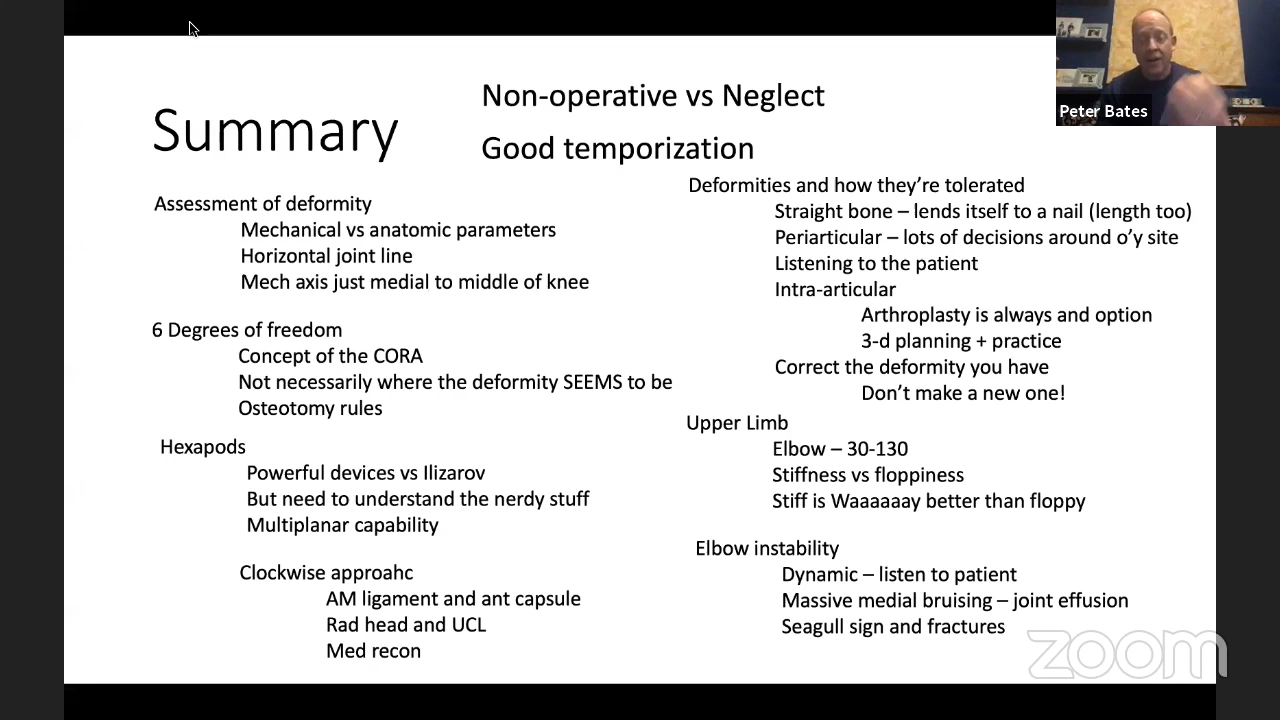 Summary
Non-operative vs Neglect
Good temporization
Assessment of deformity
Mechanical vs anatomic parameters
Horizontal joint line
Mech axis just medial to middle of knee
6 Degrees of freedom
Concept of the CORA
Not necessarily where the deformity SEEMS to be
Osteotomy rules
Hexapods
Powerful devices vs Ilizarov
But need to understand the nerdy stuff
Multiplanar capability
Clockwise approahc
AM ligament and ant capsule
Rad head and UCL
Med recon
Deformities and how they’re tolerated
Straight bone – lends itself to a nail (length too)
Periarticular – lots of decisions around o’y site
Listening to the patient
Intra-articular
Arthroplasty is always and option
3-d planning + practice
Correct the deformity you have
Don’t make a new one!
Upper Limb
Elbow – 30-130
Stiffness vs floppiness
Stiff is Waaaaaay better than floppy
Elbow instability
Dynamic – listen to patient
Massive medial bruising – joint effusion
Seagull sign and fractures
Peter Bates
zoom